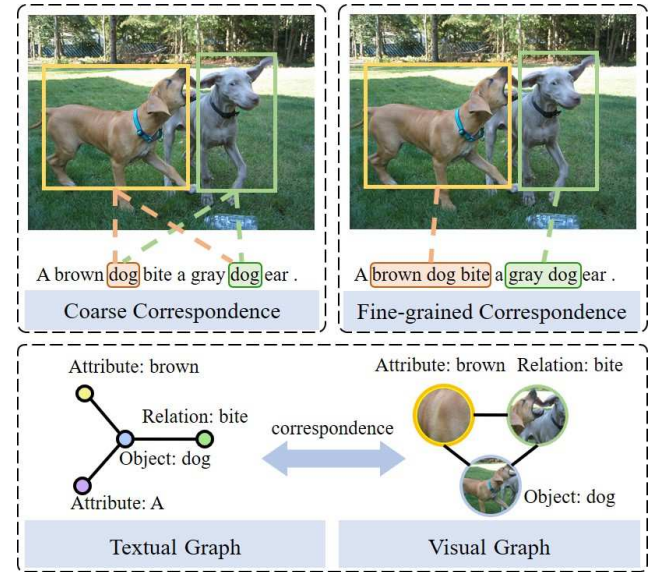 A brown dog bite a gray dog ear .
Coarse Correspondence
A brown dog bite a gray dog ear .
Fine-grained Correspondence
Attribute: brown
Relation: bite
Object: dog
Attribute: A
Textual Graph
correspondence
Attribute: brown Relation: bite
Object: dog
Visual Graph